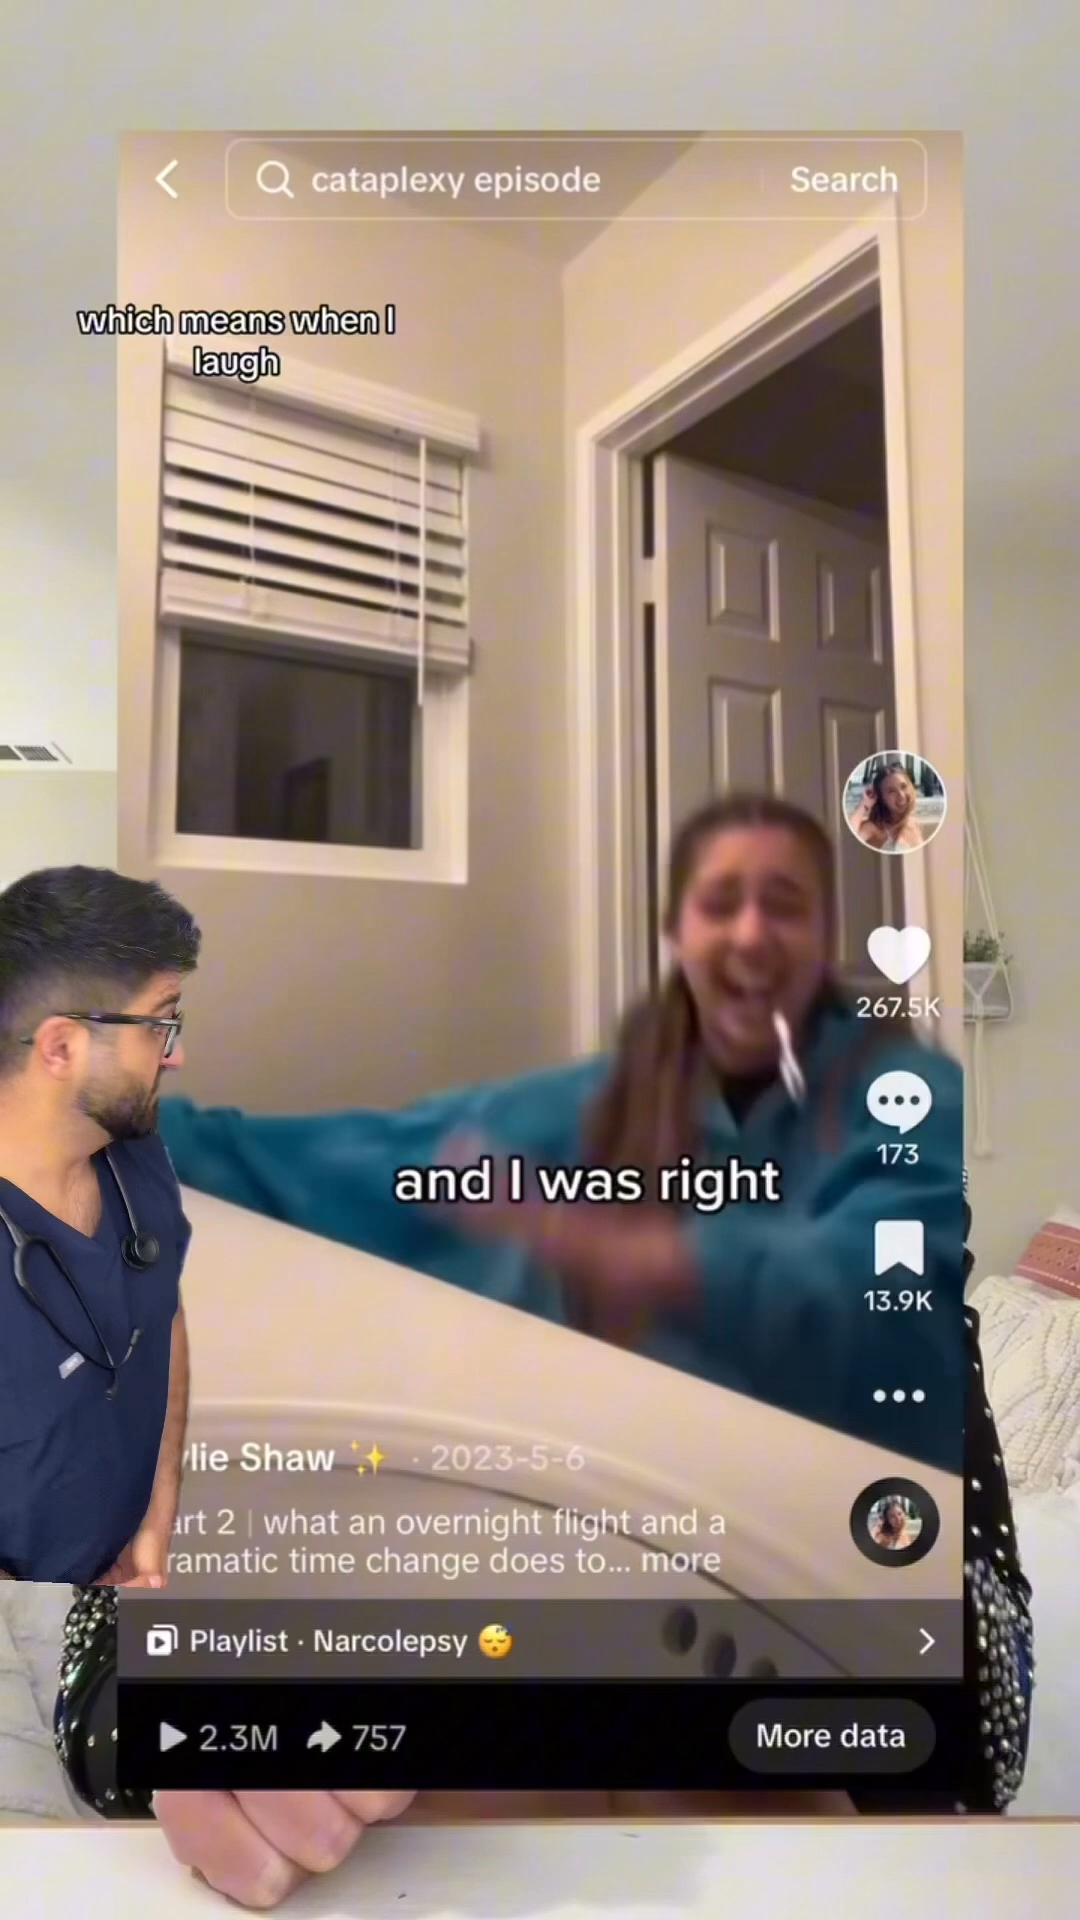 cataplexy episode
Search
which means when I
laugh
267.5K
173
and I was right
13.9K
lie Shaw ✨ · 2023-5-6
art 2 | what an overnight flight and a
ramatic time change does to... more
Playlist · Narcolepsy 😴
2.3M
757
More data